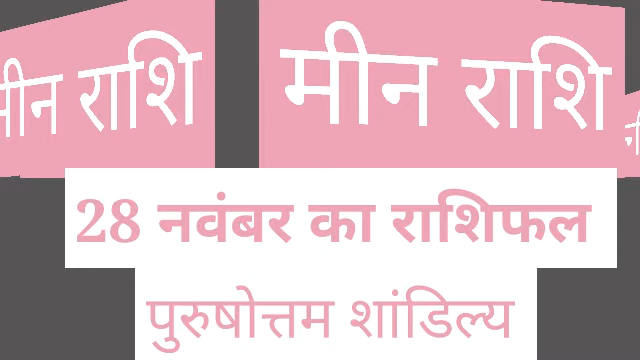 मीन राशि मीन राशि
28 नवंबर का राशिफल
पुरुषोत्तम शांडिल्य